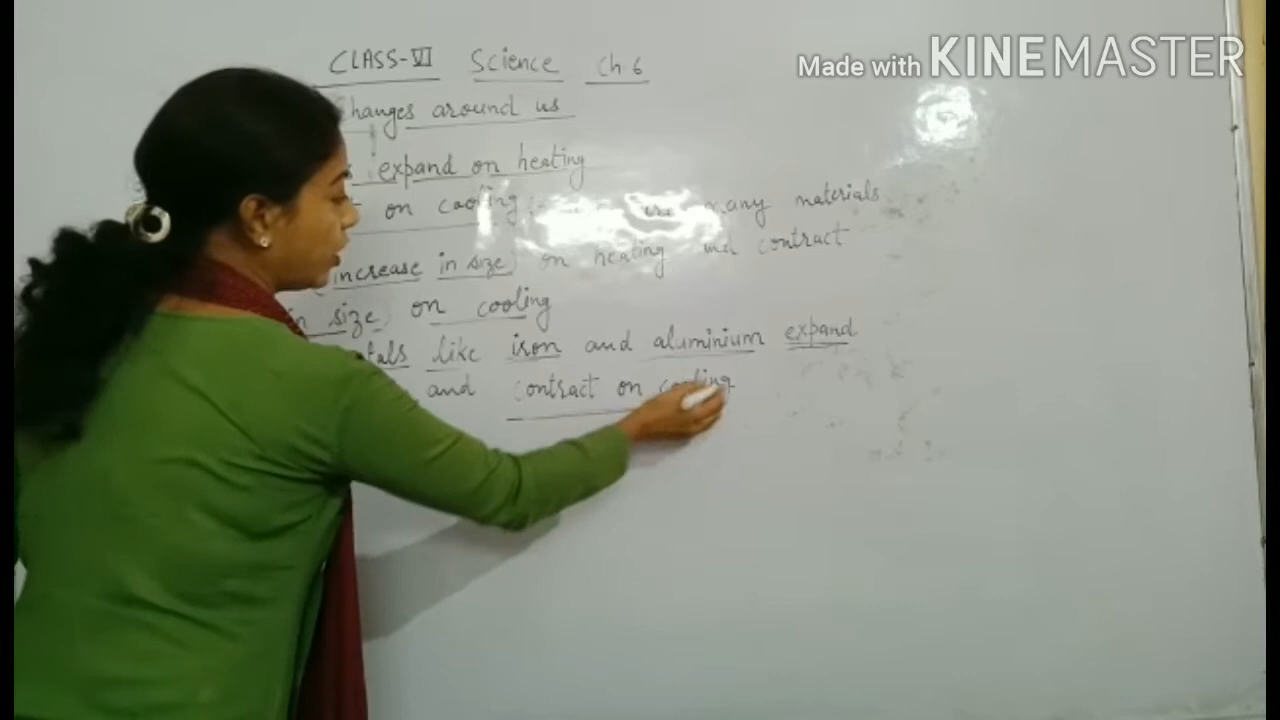 Made with KINEMASTER
CLASS-VI Science Ch 6
Changes around us
expand on heating
on cooling many materials
(increase in size) on heating and contract
in size) on cooling
like iron and aluminium expand
and contract on cooling